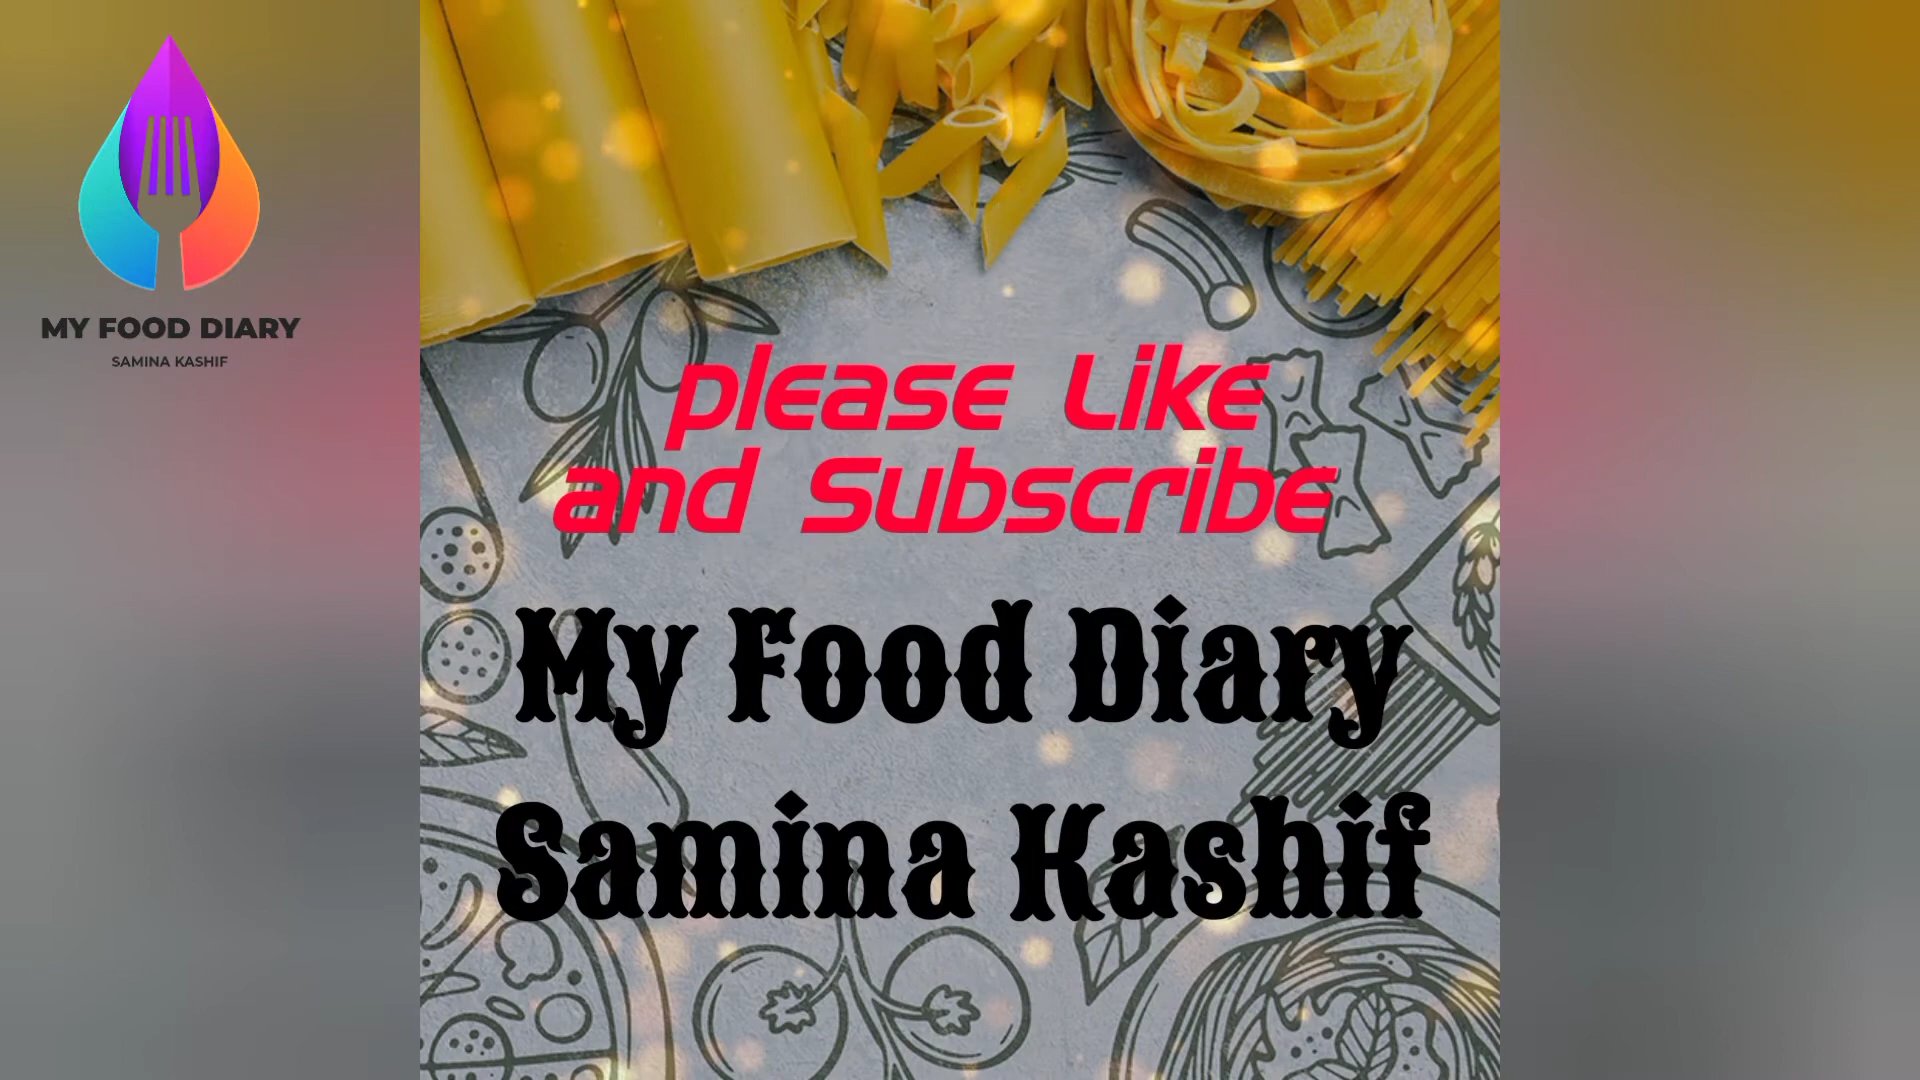 MY FOOD DIARY
SAMINA KASHIF
please Like
and Subscribe
My Food Diary
Samina Kashif